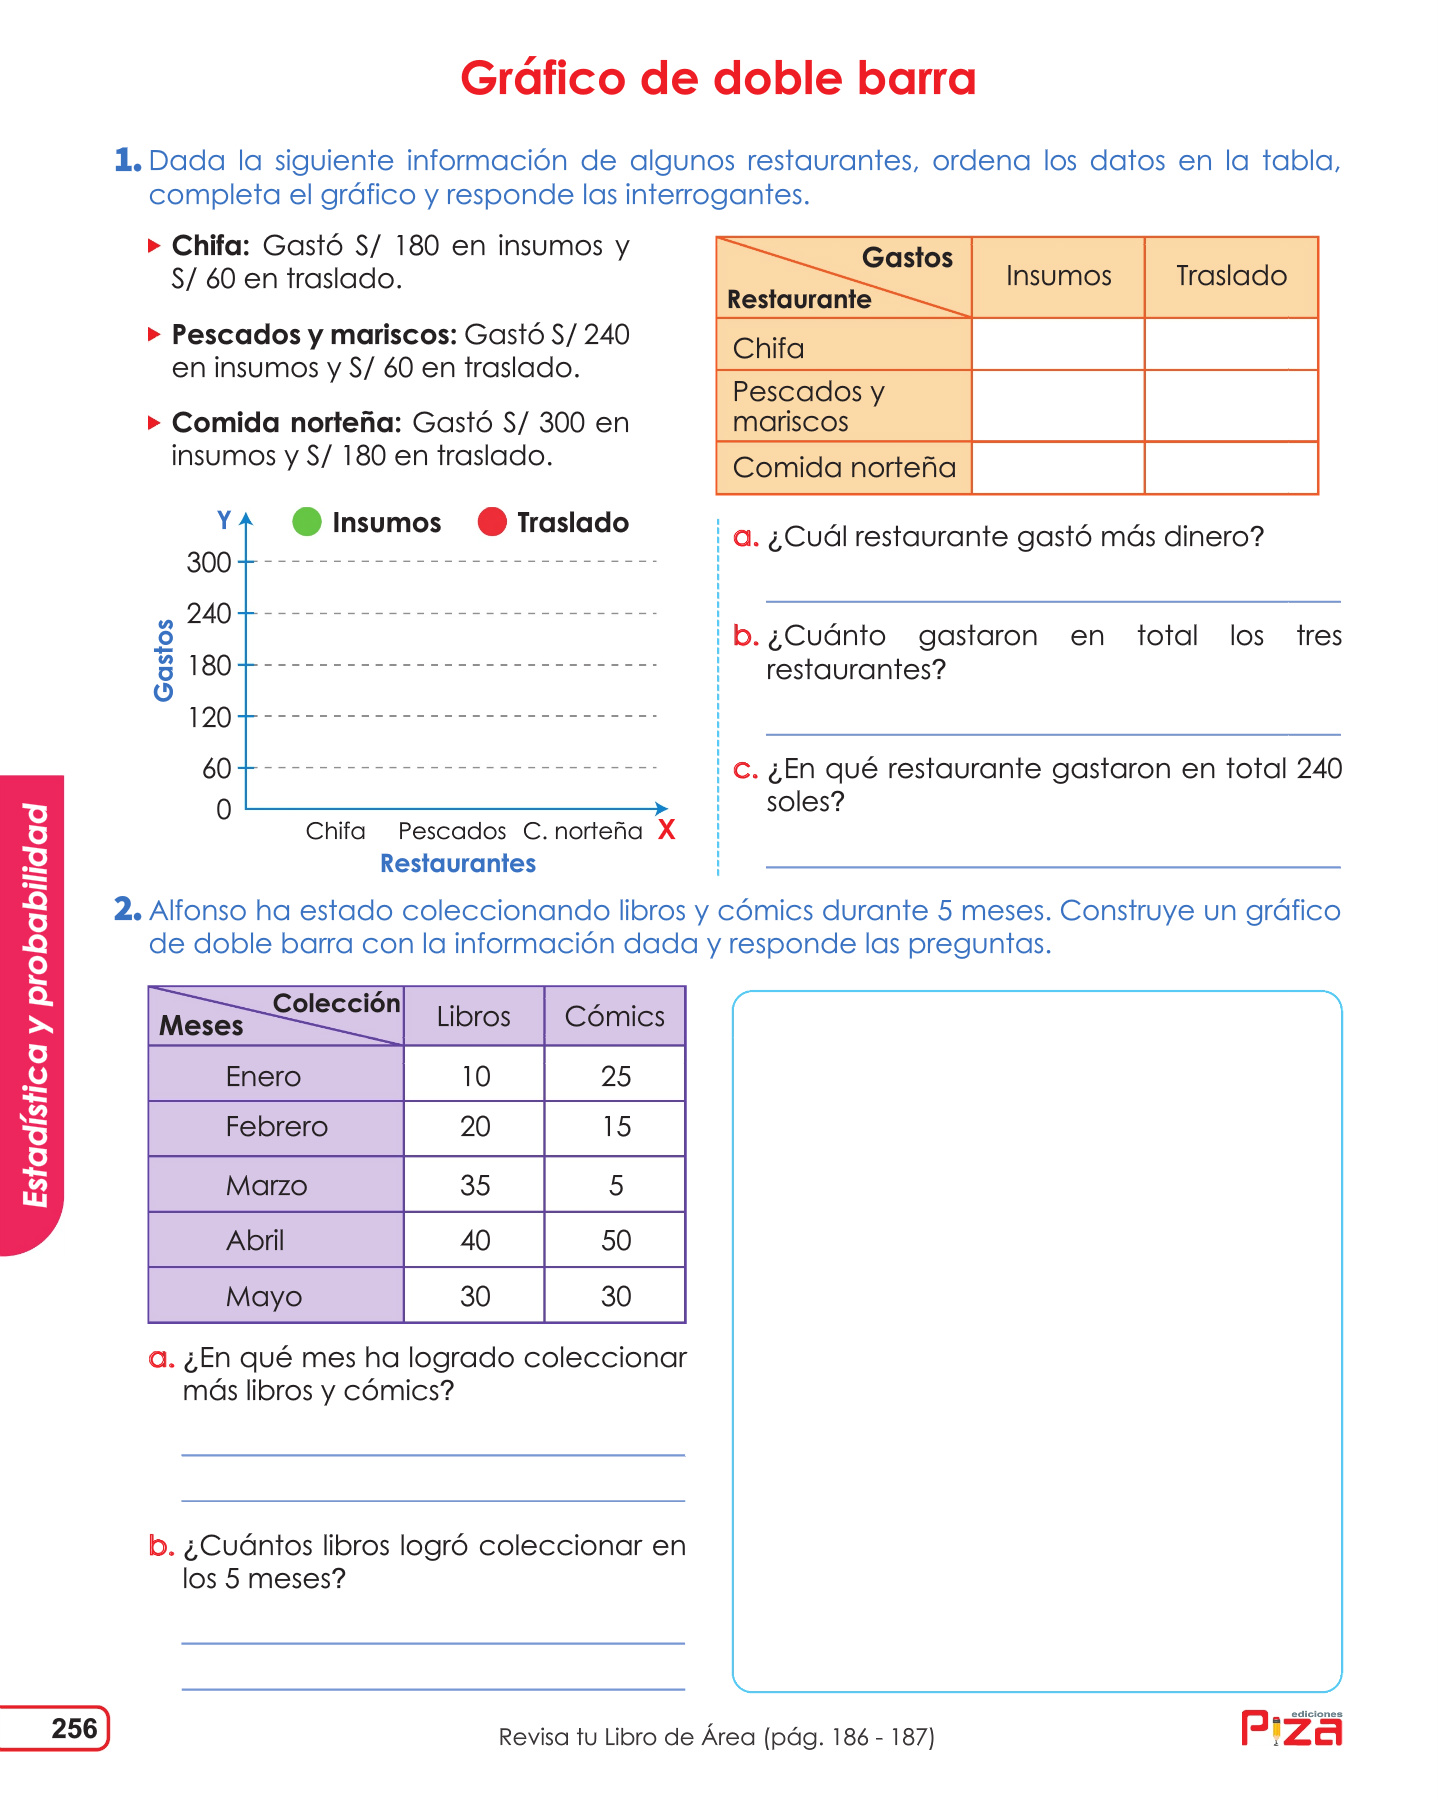 Gráfico de doble barra
1. Dada la siguiente información de algunos restaurantes, ordena los datos en la tabla,
completa el gráfico y responde las interrogantes.
Chifa: Gastó S/ 180 en insumos y
S/ 60 en traslado.
Pescados y mariscos: Gastó S/ 240
en insumos y S/ 60 en traslado.
Comida norteña: Gastó S/ 300 en
insumos y S/ 180 en traslado.
Gastos
Restaurante
Insumos
Traslado
Chifa
Pescados y
mariscos
Comida norteña
Y
Insumos
Traslado
300
240
180
120
60
0
Gastos
Chifa
Pescados
C. norteña
X
Restaurantes
a. ¿Cuál restaurante gastó más dinero?
b. ¿Cuánto gastaron en total los tres
restaurantes?
c. ¿En qué restaurante gastaron en total 240
soles?
2. Alfonso ha estado coleccionando libros y cómics durante 5 meses. Construye un gráfico
de doble barra con la información dada y responde las preguntas.
Colección
Meses
Libros
Cómics
Enero 10 25
Febrero 20 15
Marzo 35 5
Abril 40 50
Mayo 30 30
a. ¿En qué mes ha logrado coleccionar
más libros y cómics?
b. ¿Cuántos libros logró coleccionar en
los 5 meses?
Estadística y probabilidad
256
Revisa tu Libro de Área (pág. 186 - 187)
ediciones
Piza